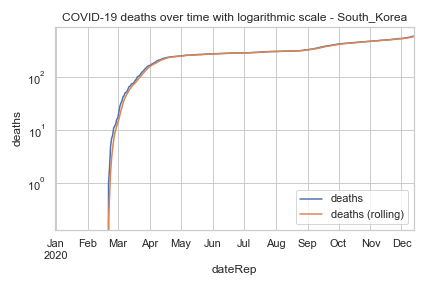 COVID-19 deaths over time with logarithmic scale - South_Korea
deaths
10²
10¹
10⁰
deaths
deaths (rolling)
Jan Feb Mar Apr May Jun Jul Aug Sep Oct Nov Dec
2020
dateRep